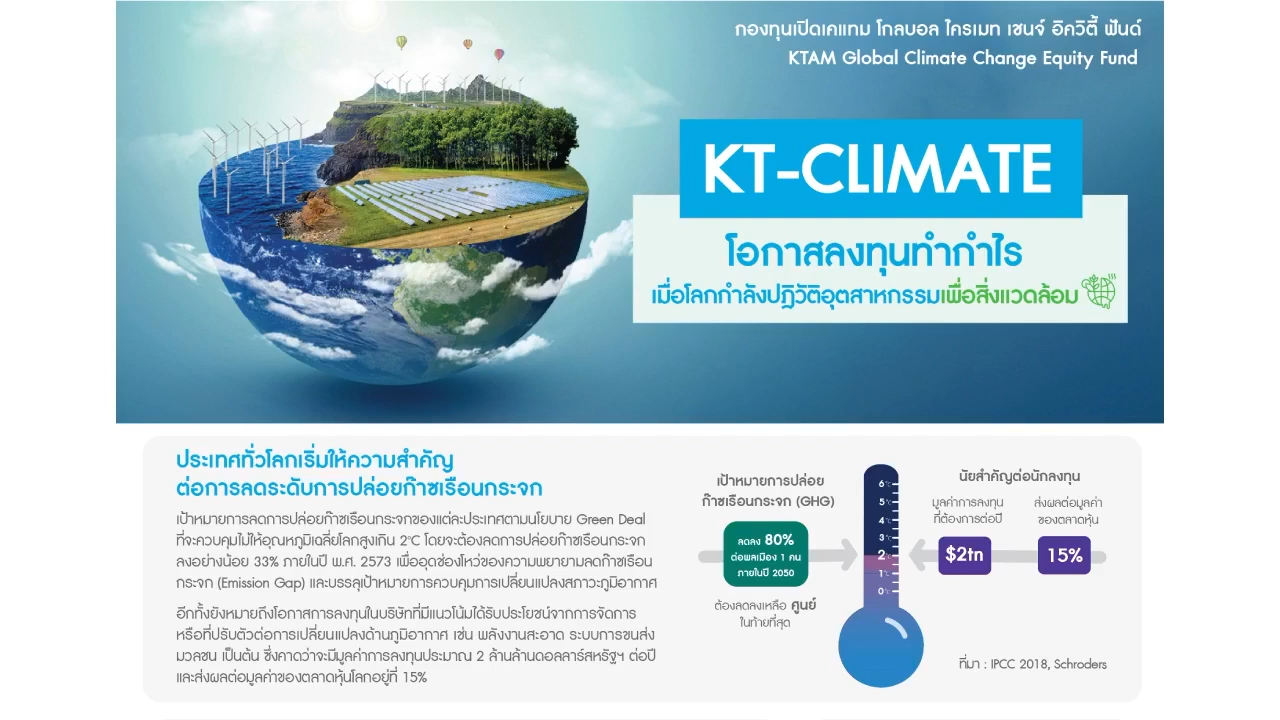 กองทุนเปิดเคแทม โกลบอล ไครเมท เชนจ์ อิควิตี้ ฟันด์
KTAM Global Climate Change Equity Fund
KT-CLIMATE
โอกาสลงทุนทำกำไร
เมื่อโลกกำลังปฏิวัติอุตสาหกรรมเพื่อสิ่งแวดล้อม
ประเทศทั่วโลกเริ่มให้ความสำคัญ
ต่อการลดระดับการปล่อยก๊าซเรือนกระจก
เป้าหมายการลดการปล่อยก๊าซเรือนกระจกของแต่ละประเทศตามนโยบาย Green Deal
ที่จะควบคุมไม่ให้อุณหภูมิเฉลี่ยโลกสูงเกิน 2°C โดยจะต้องลดการปล่อยก๊าซเรือนกระจก
ลงอย่างน้อย 33% ภายในปี พ.ศ. 2573 เพื่ออุดช่องโหว่ของความพยายามลดก๊าซเรือน
กระจก (Emission Gap) และบรรลุเป้าหมายการควบคุมการเปลี่ยนแปลงสภาวะภูมิอากาศ
อีกทั้งยังหมายถึงโอกาสการลงทุนในบริษัทที่มีแนวโน้มได้รับประโยชน์จากการจัดการ
หรือที่ปรับตัวต่อการเปลี่ยนแปลงด้านภูมิอากาศ เช่น พลังงานสะอาด ระบบการขนส่ง
มวลชน เป็นต้น ซึ่งคาดว่าจะมีมูลค่าการลงทุนประมาณ 2 ล้านล้านดอลลาร์สหรัฐฯ ต่อปี
และส่งผลต่อมูลค่าของตลาดหุ้นโลกอยู่ที่ 15%
เป้าหมายการปล่อย
ก๊าซเรือนกระจก (GHG)
ลดลง 80%
ต่อพลเมือง 1 คน
ภายในปี 2050
ต้องลดลงเหลือ ศูนย์
ในท้ายที่สุด
6°C
5°C
4°C
3°C
2°C
1°C
0°C
นัยสำคัญต่อนักลงทุน
มูลค่าการลงทุน
ที่ต้องการต่อปี
$2tn
ส่งผลต่อมูลค่า
ของตลาดหุ้น
15%
ที่มา : IPCC 2018, Schroders